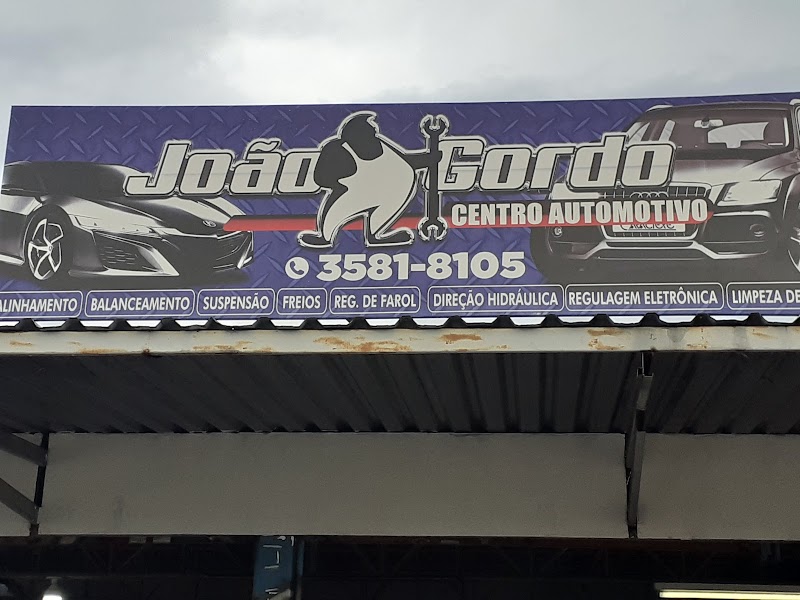 João Gordo
CENTRO AUTOMOTIVO
3581-8105
ALINHAMENTO BALANCEAMENTO SUSPENSÃO FREIOS REG. DE FAROL DIREÇÃO HIDRÁULICA REGULAGEM ELETRÔNICA LIMPEZA DE